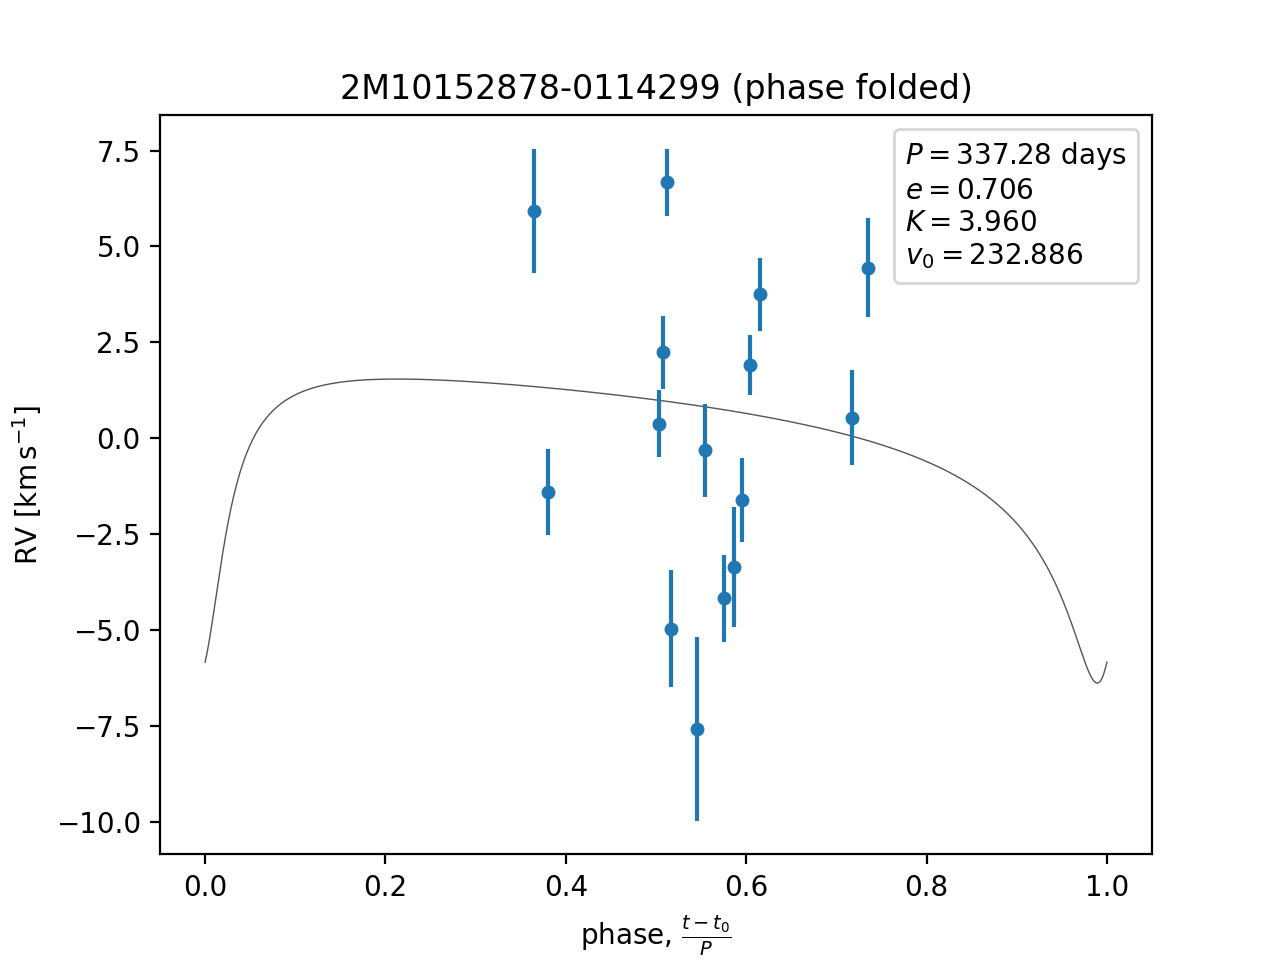 2M10152878-0114299 (phase folded)
P = 337.28 days
e = 0.706
K = 3.960
v₀ = 232.886
7.5
5.0
2.5
0.0
−2.5
−5.0
−7.5
−10.0
RV [km s⁻¹]
0.0 0.2 0.4 0.6 0.8 1.0
phase, (t − t₀)/P